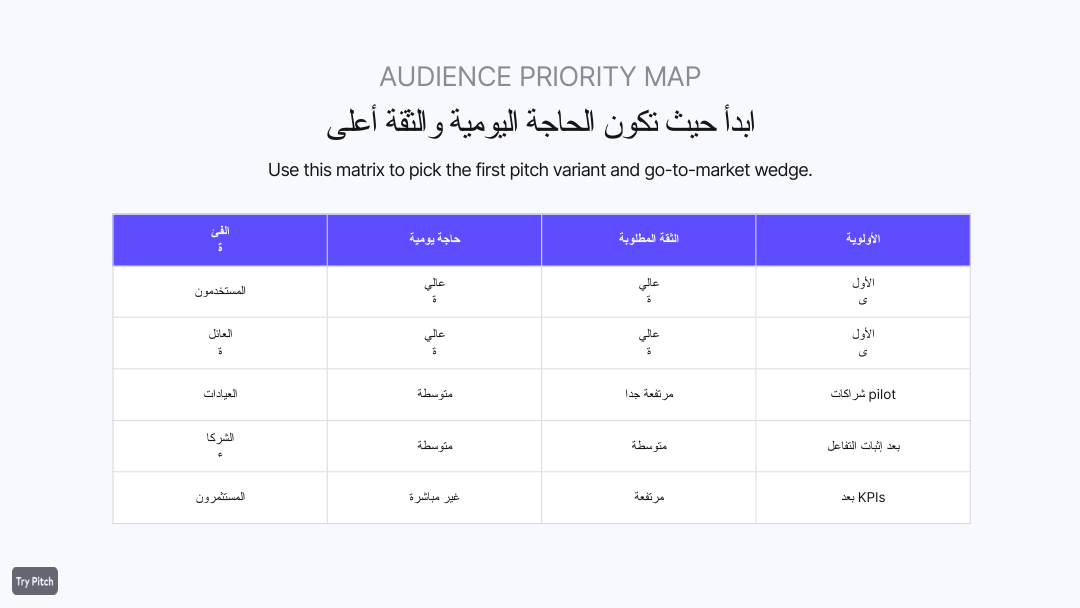 AUDIENCE PRIORITY MAP
ابدأ حيث تكون الحاجة اليومية والثقة أعلى
Use this matrix to pick the first pitch variant and go-to-market wedge.
الفئ
ة
حاجة يومية
الثقة المطلوبة
الأولوية
المستخدمون
عالي
ة
عالي
ة
الأول
ى
العائل
ة
عالي
ة
عالي
ة
الأول
ى
العيادات
متوسطة
مرتفعة جدا
شراكات pilot
الشركا
ء
متوسطة
متوسطة
بعد إثبات التفاعل
المستثمرون
غير مباشرة
مرتفعة
بعد KPIs
Try Pitch